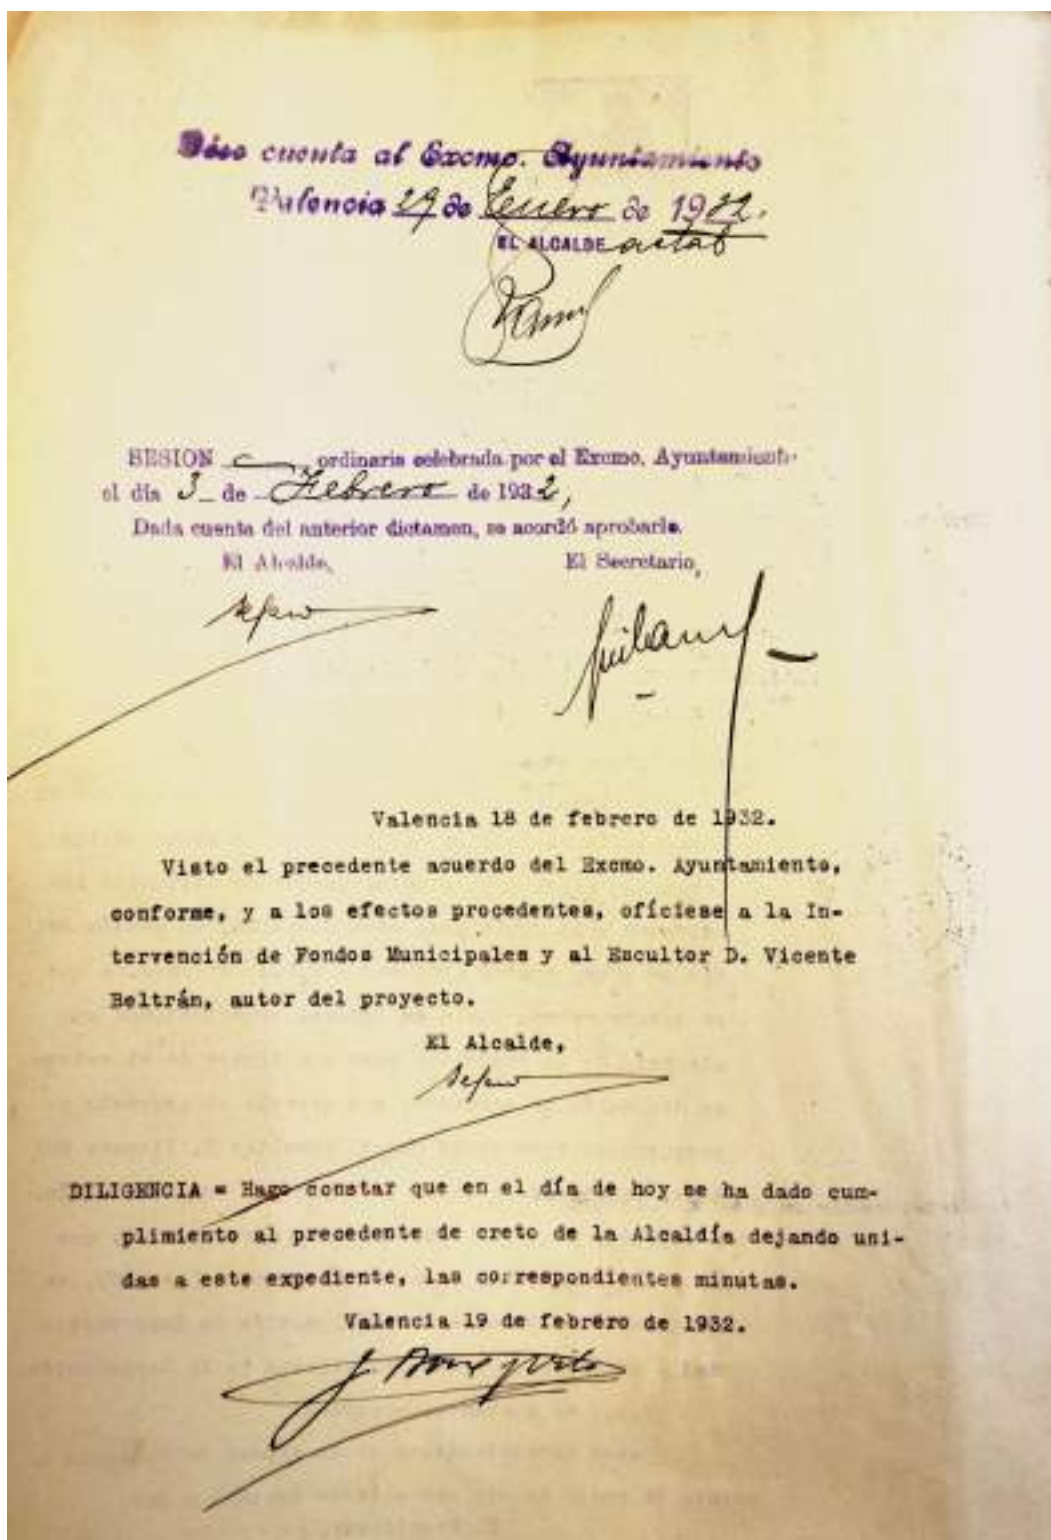 Dése cuenta al Excmo. Ayuntamiento
Valencia 29 de Enero de 1932.
EL ALCALDE
SESION ordinaria celebrada por el Excmo. Ayuntamiento
el día 3 de Febrero de 1932,
Dada cuenta del anterior dictamen, se acordó aprobarlo.
El Alcalde, El Secretario,
Valencia 18 de febrero de 1932.
Visto el precedente acuerdo del Excmo. Ayuntamiento,
conforme, y a los efectos procedentes, ofíciese a la In-
tervención de Fondos Municipales y al Escultor D. Vicente
Beltrán, autor del proyecto.
El Alcalde,
DILIGENCIA = Hago constar que en el día de hoy se ha dado cum-
plimiento al precedente de creto de la Alcaldía dejando uni-
das a este expediente, las correspondientes minutas.
Valencia 19 de febrero de 1932.